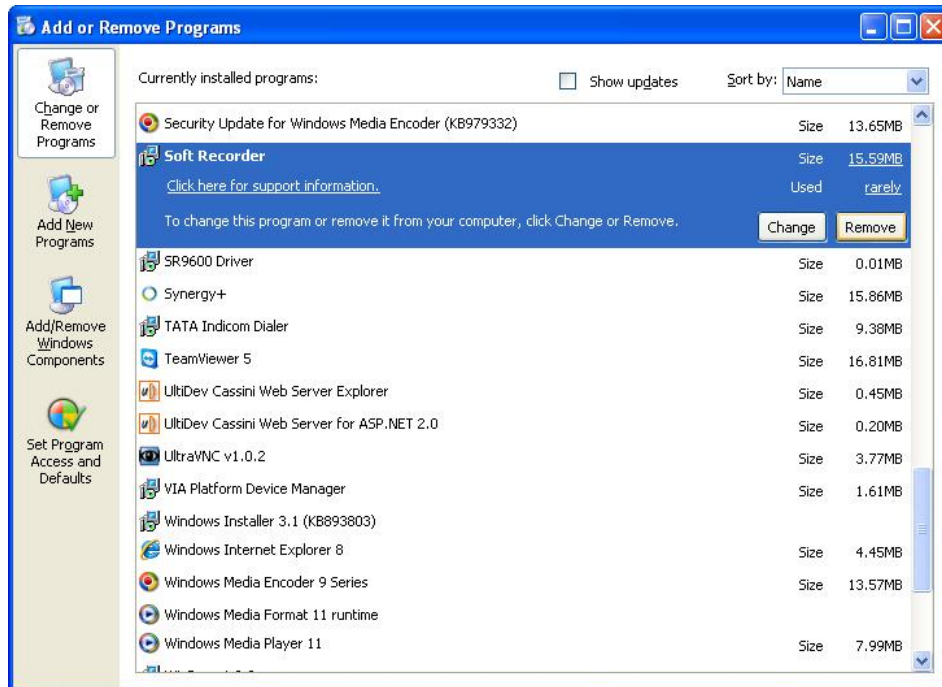 Add or Remove Programs
Change or
Remove
Programs
Add New
Programs
Add/Remove
Windows
Components
Set Program
Access and
Defaults
Currently installed programs:
Show updates
Sort by: Name
Security Update for Windows Media Encoder (KB979332) Size 13.65MB
Soft Recorder Size 15.59MB
Click here for support information. Used rarely
To change this program or remove it from your computer, click Change or Remove. Change Remove
SR9600 Driver Size 0.01MB
Synergy+ Size 15.86MB
TATA Indicom Dialer Size 9.38MB
TeamViewer 5 Size 16.81MB
UltiDev Cassini Web Server Explorer Size 0.45MB
UltiDev Cassini Web Server for ASP.NET 2.0 Size 0.20MB
UltraVNC v1.0.2 Size 3.77MB
VIA Platform Device Manager Size 1.61MB
Windows Installer 3.1 (KB893803)
Windows Internet Explorer 8 Size 4.45MB
Windows Media Encoder 9 Series Size 13.57MB
Windows Media Format 11 runtime
Windows Media Player 11 Size 7.99MB